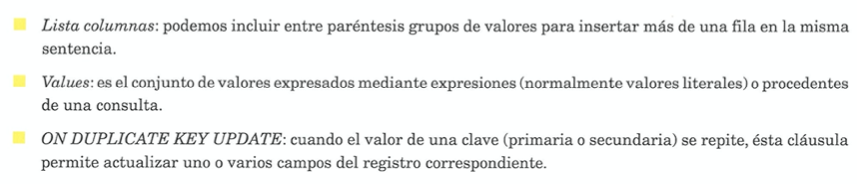 Lista columnas: podemos incluir entre paréntesis grupos de valores para insertar más de una fila en la misma
sentencia.
Values: es el conjunto de valores expresados mediante expresiones (normalmente valores literales) o procedentes
de una consulta.
ON DUPLICATE KEY UPDATE: cuando el valor de una clave (primaria o secundaria) se repite, ésta cláusula
permite actualizar uno o varios campos del registro correspondiente.